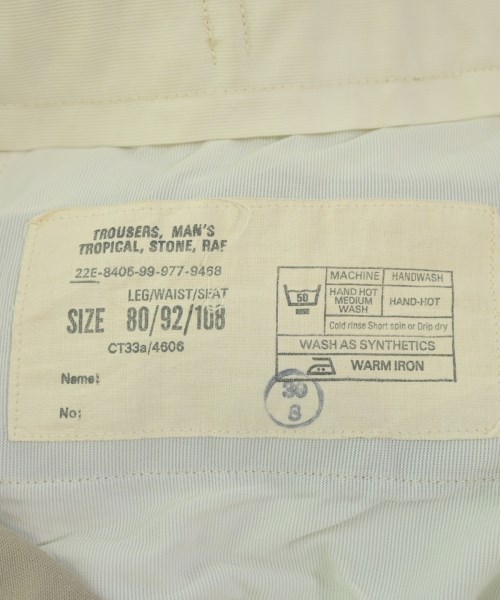 TROUSERS, MAN'S
TROPICAL, STONE, RAF
22E-8405-99-977-9468
LEG/WAIST/SEAT
SIZE 80/92/108
CT33a/4606
Name:
No:
MACHINE HANDWASH
50
HAND HOT MEDIUM WASH HAND-HOT
Cold rinse Short spin or Drip dry
WASH AS SYNTHETICS
WARM IRON
30
8